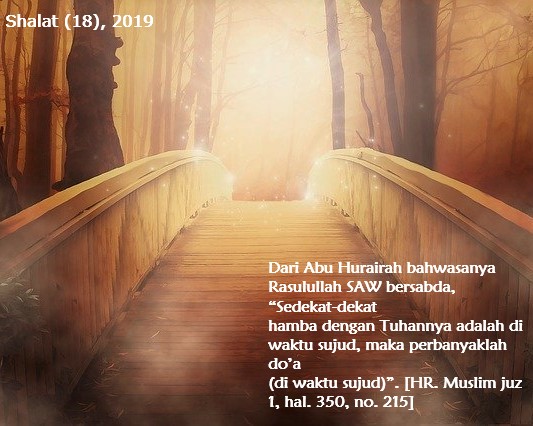 Shalat (18), 2019
Dari Abu Hurairah bahwasanya
Rasulullah SAW bersabda,
“Sedekat-dekat
hamba dengan Tuhannya adalah di
waktu sujud, maka perbanyaklah
do’a
(di waktu sujud)”. [HR. Muslim juz
1, hal. 350, no. 215]